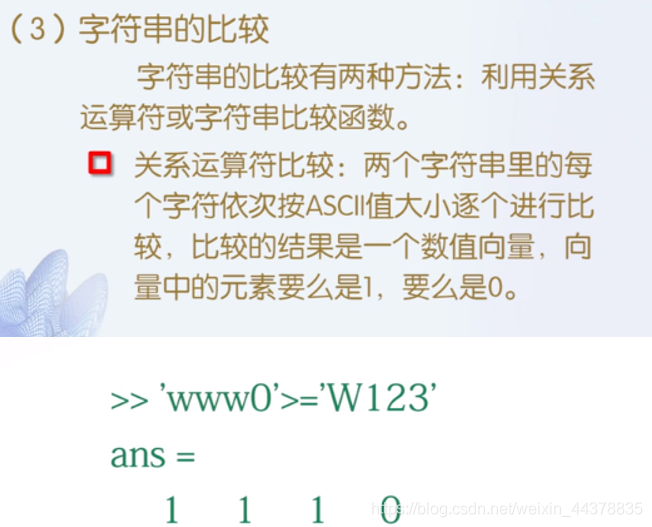 （3）字符串的比较
字符串的比较有两种方法：利用关系
运算符或字符串比较函数。
关系运算符比较：两个字符串里的每
个字符依次按ASCII值大小逐个进行比
较，比较的结果是一个数值向量，向
量中的元素要么是1，要么是0。
>> 'www0'>='W123'
ans =
1 1 1 0
https://blog.csdn.net/weixin_44378835